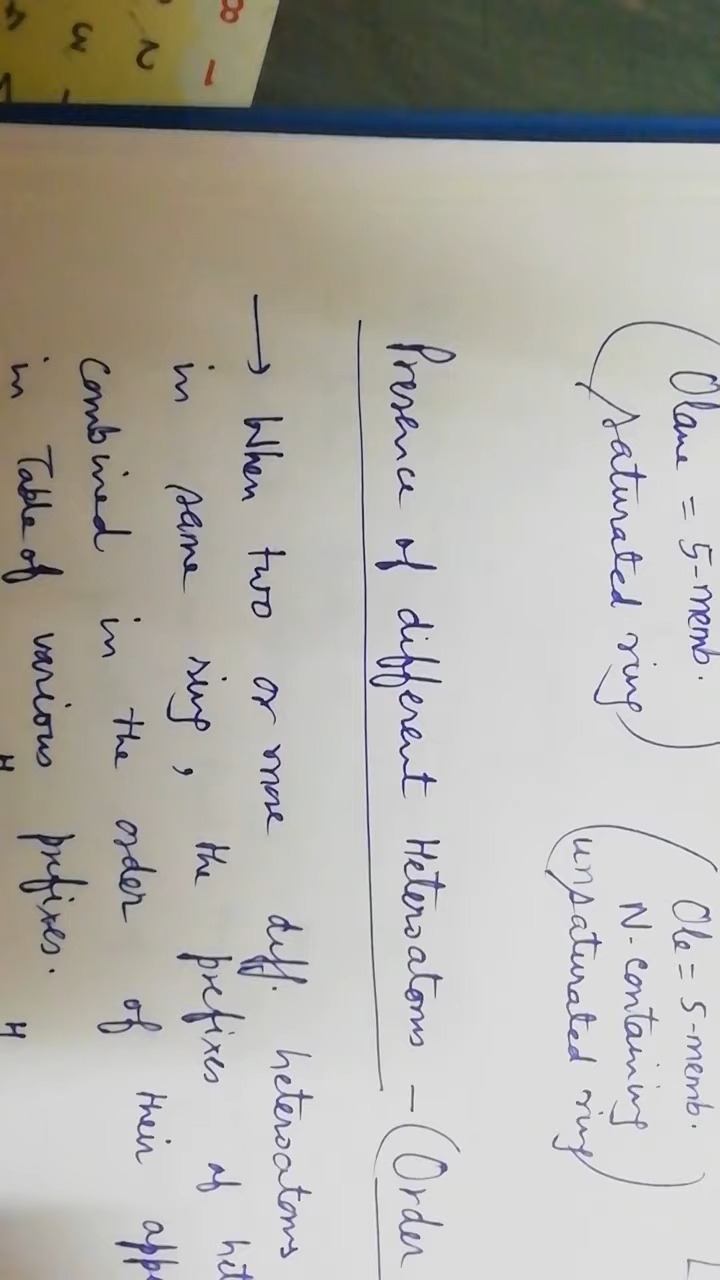 (Olane = 5-memb.
saturated ring)
(Ole = 5-memb.
N-containing
unsaturated ring)
Presence of different Heteroatoms - (Order
→ When two or more diff. heteroatoms
in same ring, the prefixes of
combined in the order of their
in Table of various prefixes.
H H